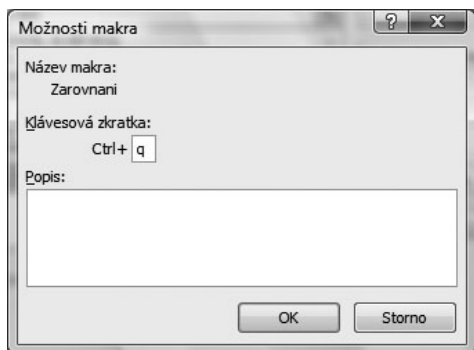 Možnosti makra
Název makra:
Zarovnani
Klávesová zkratka:
Ctrl+ q
Popis:
OK Storno